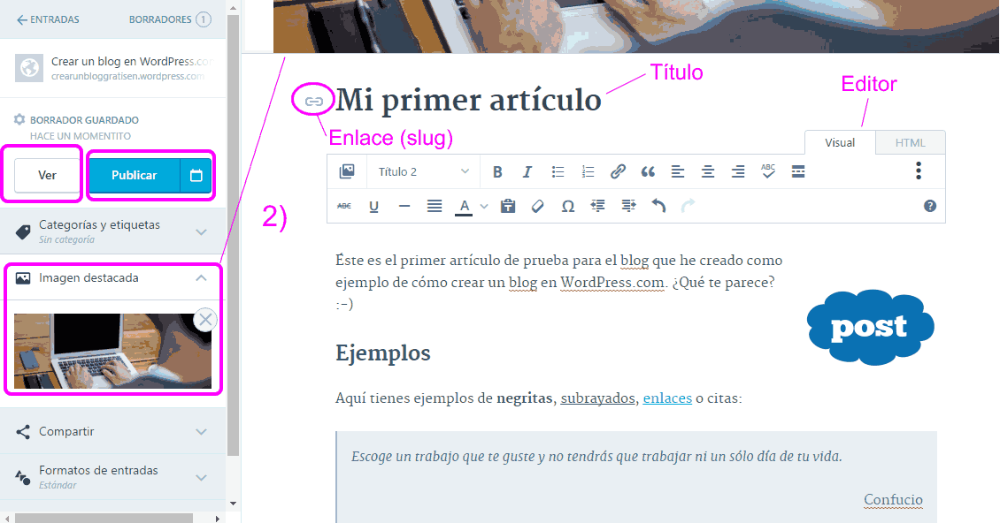 ENTRADAS
BORRADORES 1
Crear un blog en WordPress.co
crearunbloggratisen.wordpress.com
BORRADOR GUARDADO
HACE UN MOMENTITO
Ver
Publicar
Categorías y etiquetas
Sin categoría
Imagen destacada
Compartir
Formatos de entradas
Estándar
2)
Mi primer artículo
Título
Enlace (slug)
Editor
Visual
HTML
Título 2
B I ABC
ABC U A Ω ?
Éste es el primer artículo de prueba para el blog que he creado como
ejemplo de cómo crear un blog en WordPress.com. ¿Qué te parece?
:-)
post
Ejemplos
Aquí tienes ejemplos de negritas, subrayados, enlaces o citas:
Escoge un trabajo que te guste y no tendrás que trabajar ni un sólo día de tu vida.
Confucio